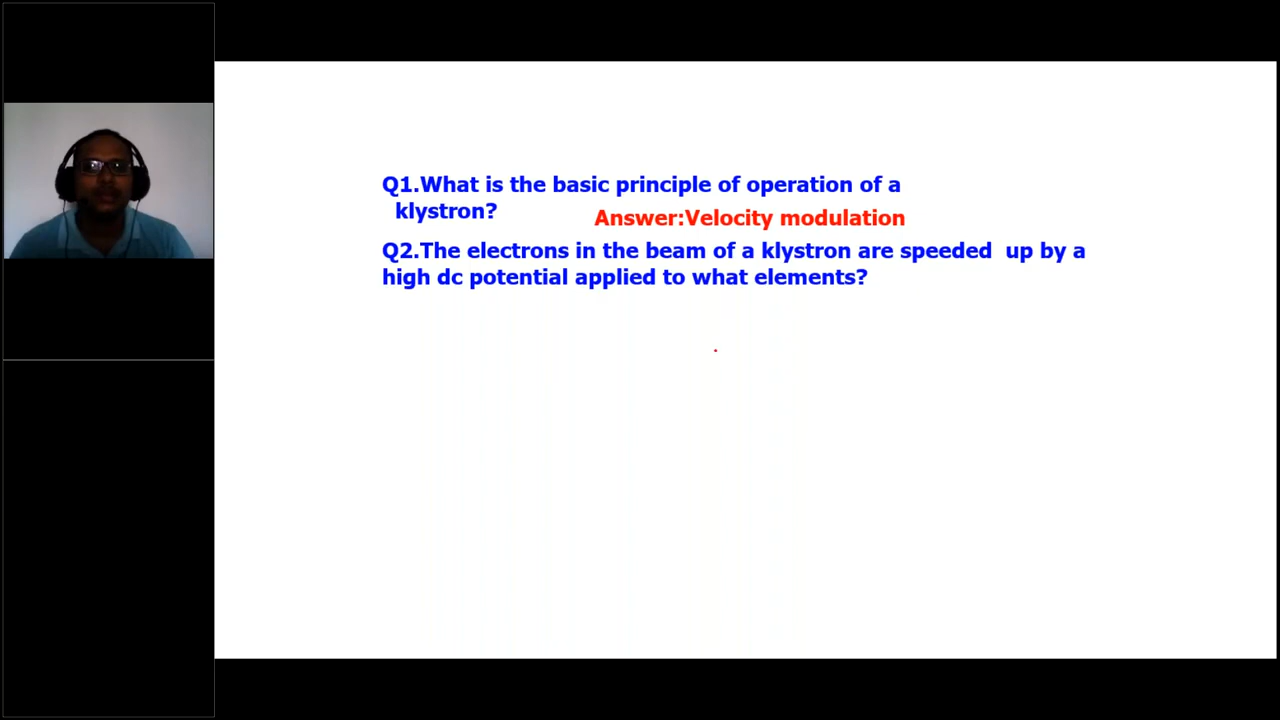 Q1.What is the basic principle of operation of a
klystron?
Answer:Velocity modulation
Q2.The electrons in the beam of a klystron are speeded  up by a
high dc potential applied to what elements?